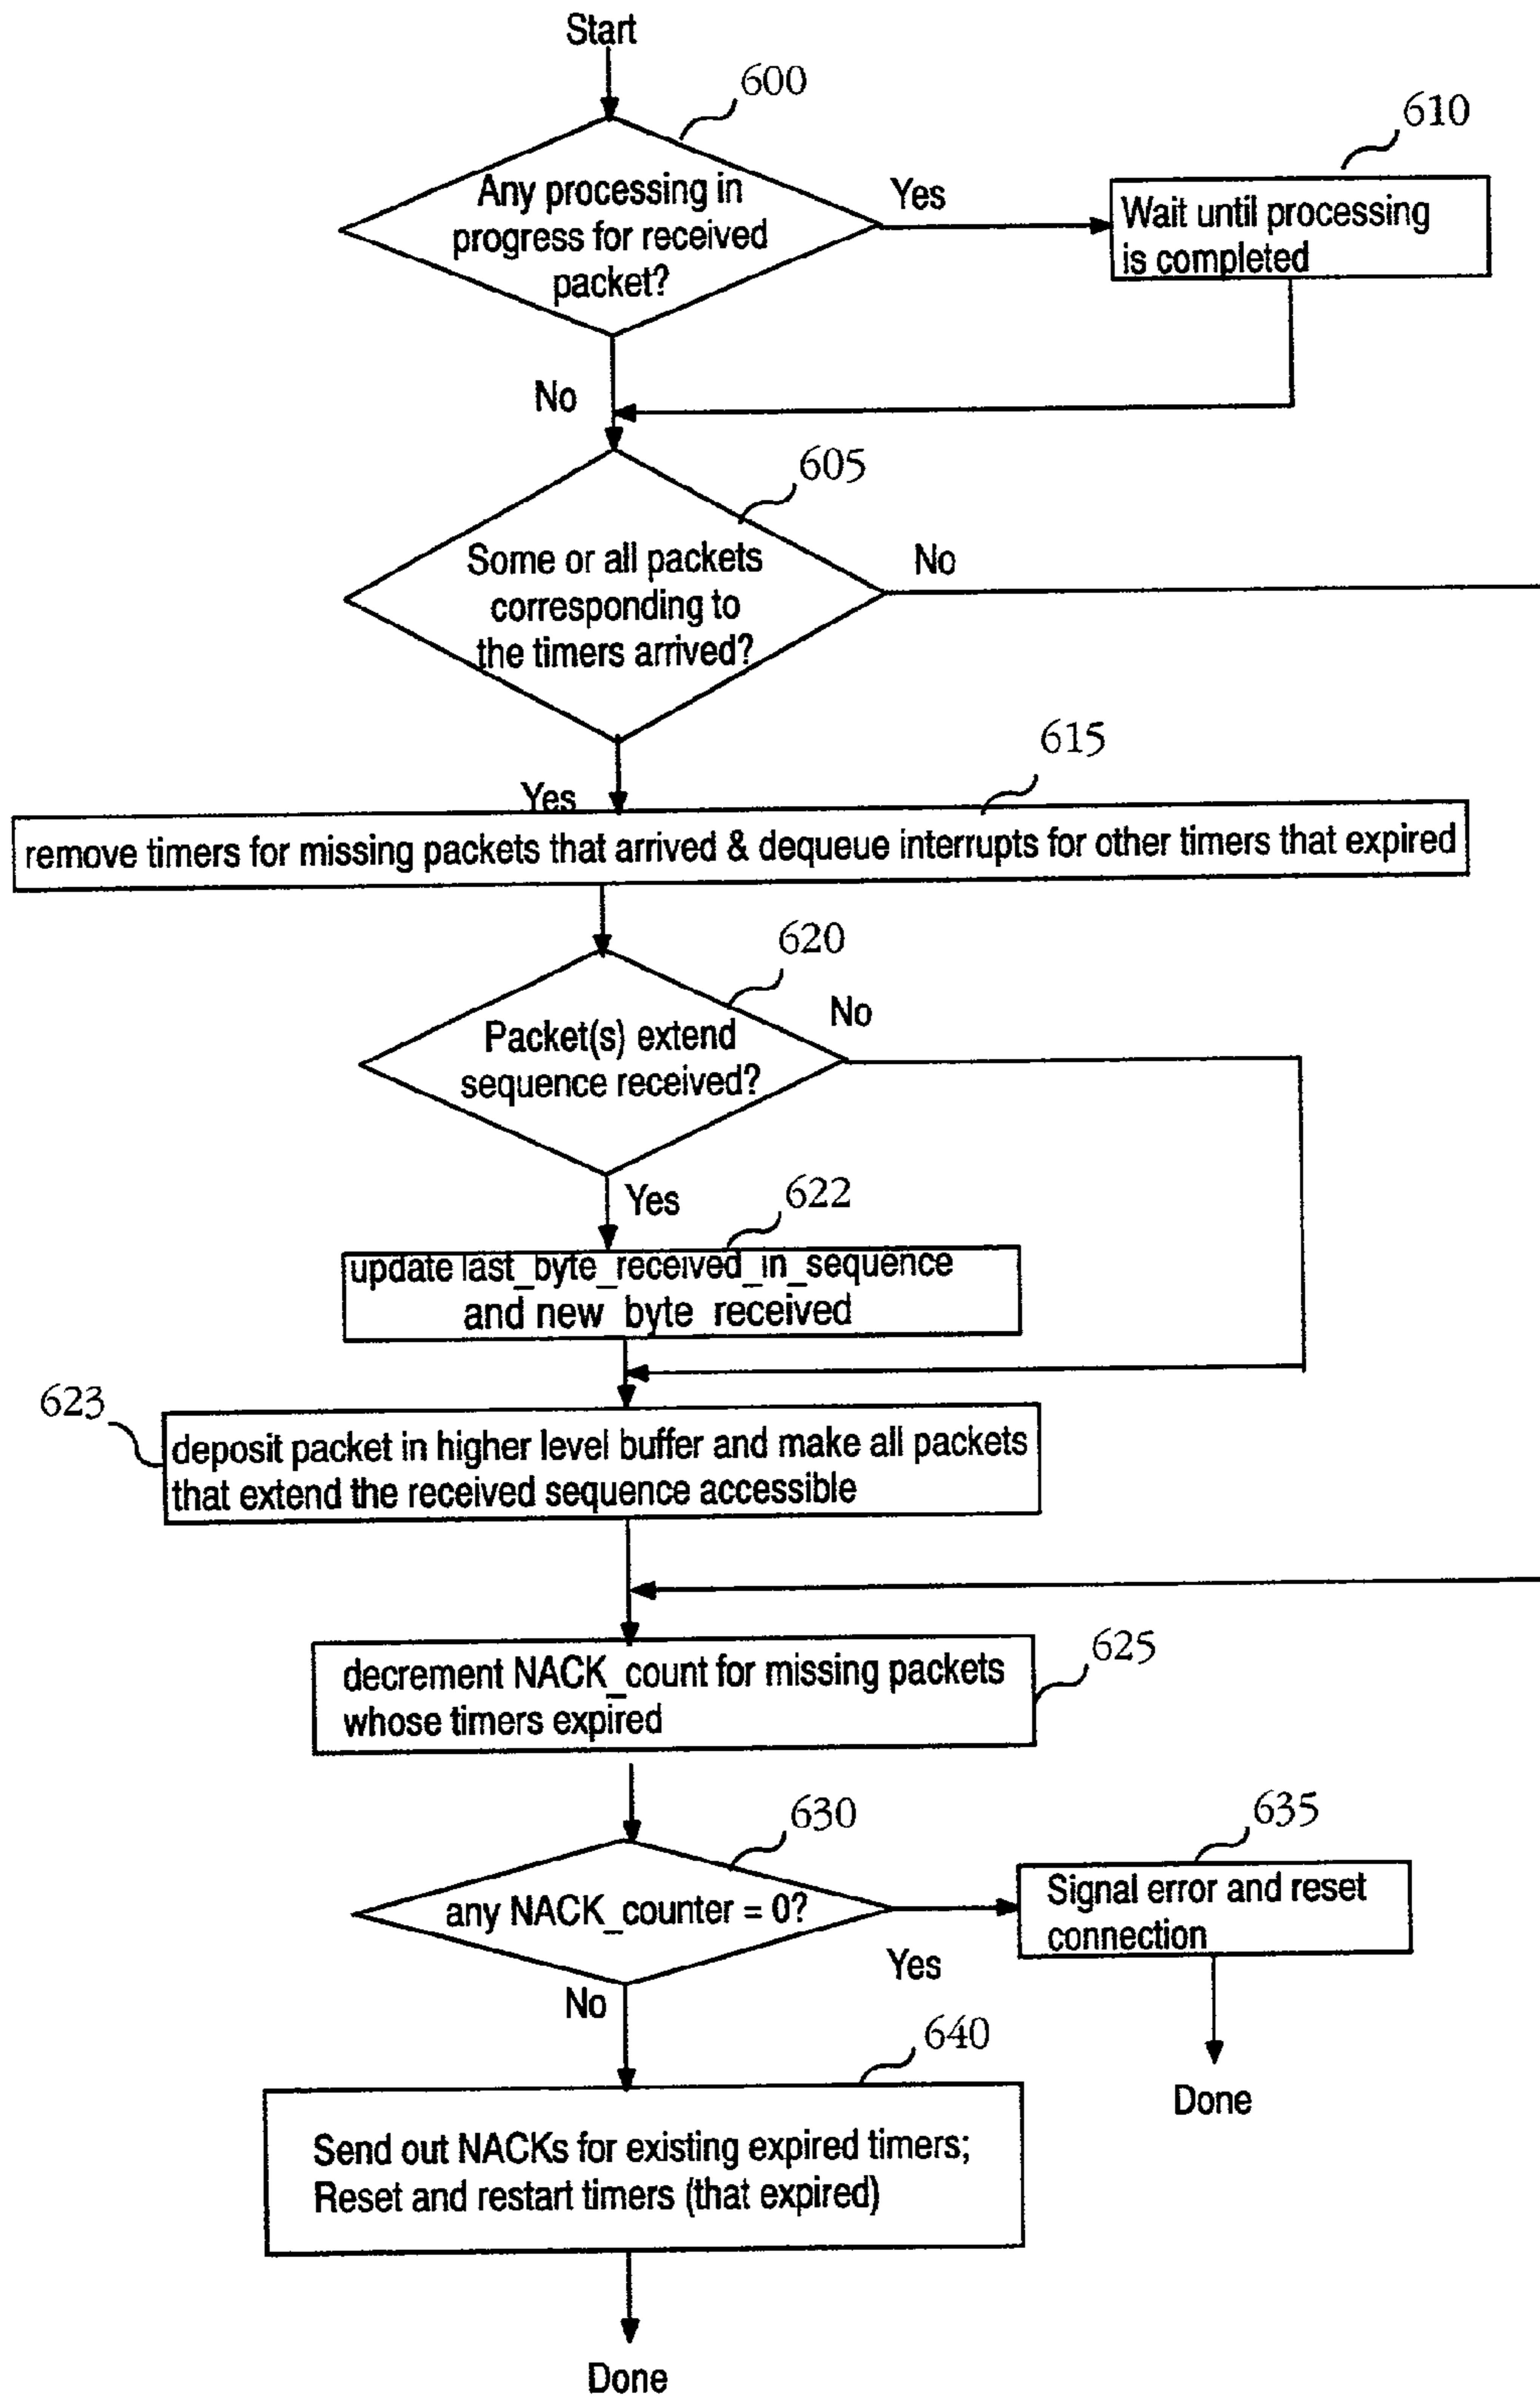 Start
600
Any processing in
progress for received
packet?
Yes
610
Wait until processing
is completed
No
605
Some or all packets
corresponding to
the timers arrived?
No
Yes
615
remove timers for missing packets that arrived & dequeue interrupts for other timers that expired
620
Packet(s) extend
sequence received?
No
Yes
622
update last_byte_received_in_sequence
and new_byte_received
623
deposit packet in higher level buffer and make all packets
that extend the received sequence accessible
625
decrement NACK_count for missing packets
whose timers expired
630
any NACK_counter = 0?
Yes
635
Signal error and reset
connection
Done
No
640
Send out NACKs for existing expired timers;
Reset and restart timers (that expired)
Done